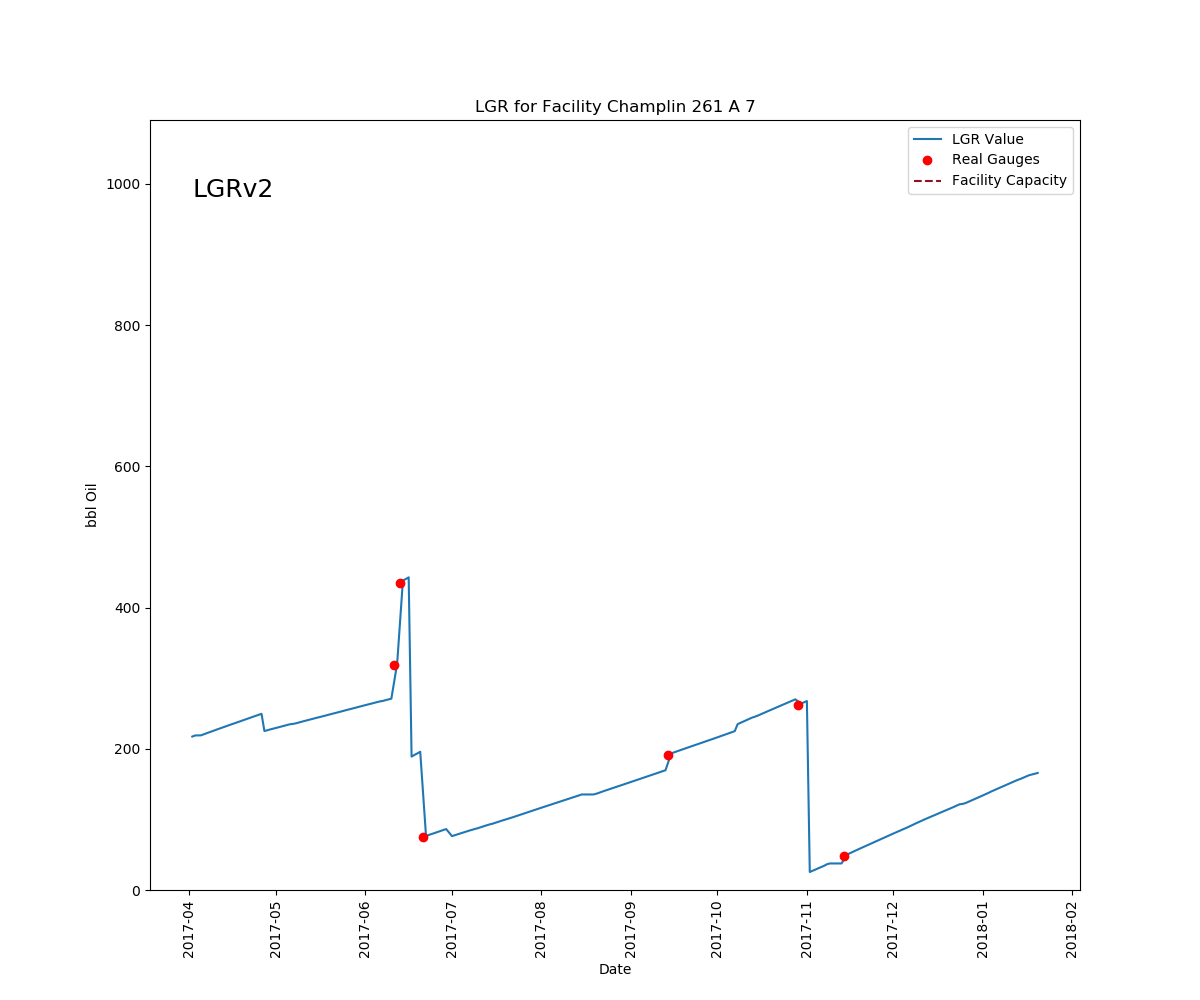 LGR for Facility Champlin 261 A 7
LGRv2
LGR Value
Real Gauges
Facility Capacity
bbl Oil
1000
800
600
400
200
0
2017-04
2017-05
2017-06
2017-07
2017-08
2017-09
2017-10
2017-11
2017-12
2018-01
2018-02
Date